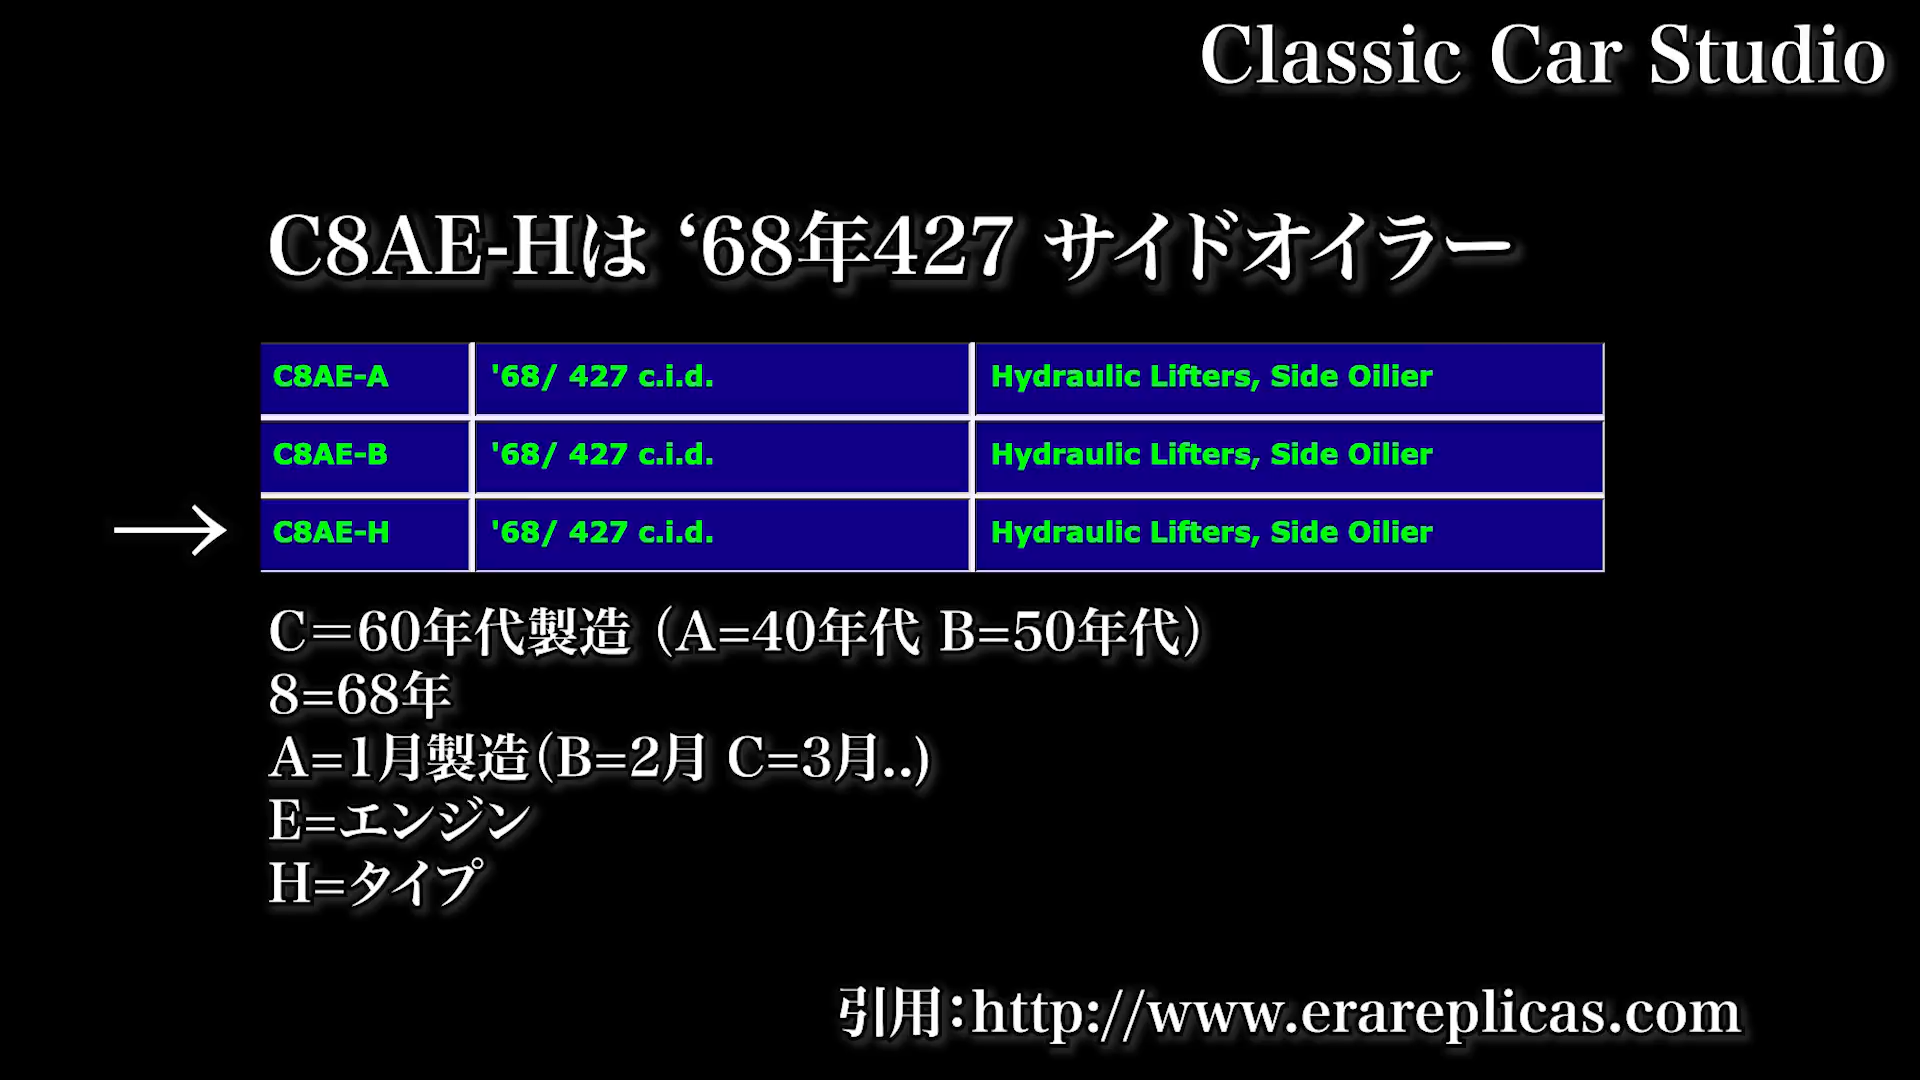 Classic Car Studio
C8AE-Hは ‘68年427 サイドオイラー
C8AE-A '68/ 427 c.i.d. Hydraulic Lifters, Side Oilier
C8AE-B '68/ 427 c.i.d. Hydraulic Lifters, Side Oilier
→ C8AE-H '68/ 427 c.i.d. Hydraulic Lifters, Side Oilier
C＝60年代製造（A=40年代 B=50年代）
8=68年
A=1月製造(B=2月 C=3月..)
E=エンジン
H=タイプ
引用：http://www.erareplicas.com